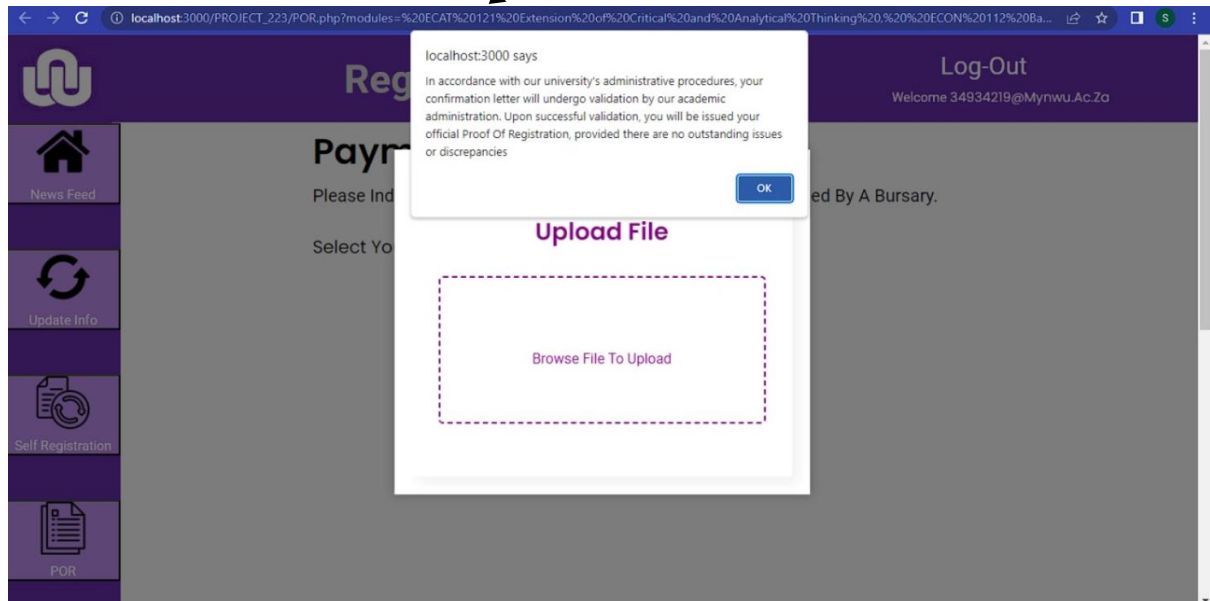 localhost:3000/PROJECT_223/POR.php?modules=%20ECAT%20121%20Extension%20of%20Critical%20and%20Analytical%20Thinking%20.%20%20ECON%20112%20Ba...
S
localhost:3000 says
In accordance with our university's administrative procedures, your
confirmation letter will undergo validation by our academic
administration. Upon successful validation, you will be issued your
official Proof Of Registration, provided there are no outstanding issues
or discrepancies
OK
Reg
Log-Out
Welcome 34934219@Mynwu.Ac.Za
News Feed
Update Info
Self Registration
POR
Paym
Please Ind
ed By A Bursary.
Select Yo
Upload File
Browse File To Upload